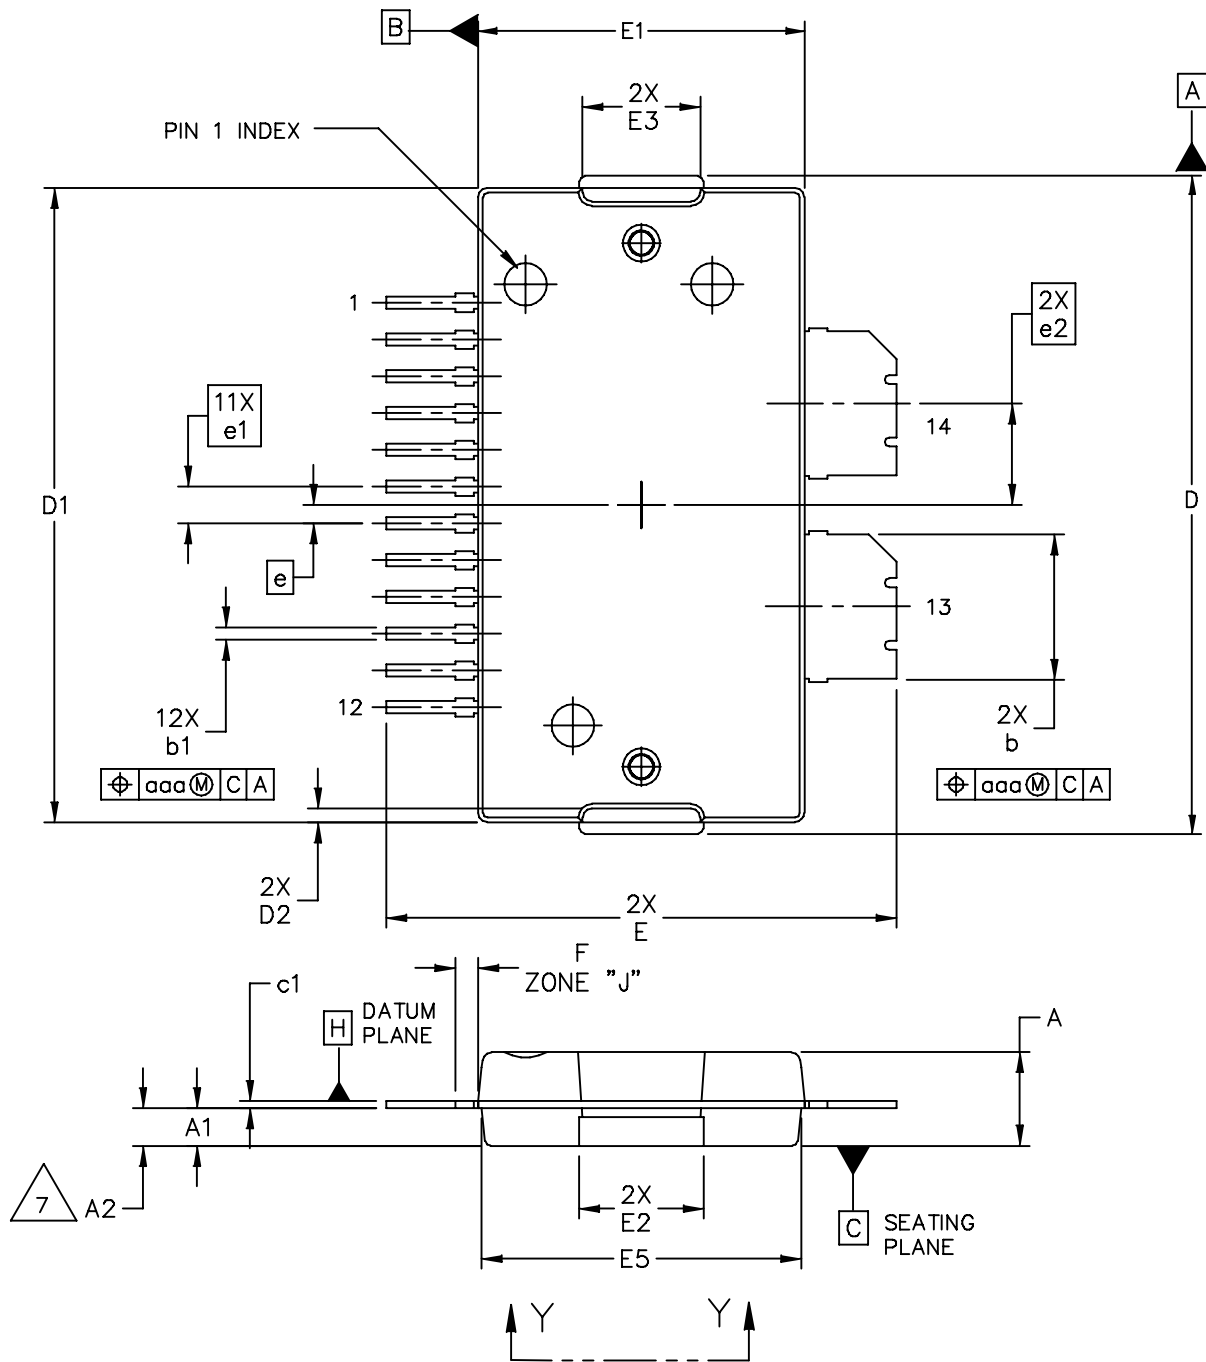 B
E1
A
2X
E3
PIN 1 INDEX
1
2X
e2
11X
e1
14
D1
D
e
13
12
12X
b1
2X
b
⌖ aaa Ⓜ C A
⌖ aaa Ⓜ C A
2X
D2
2X
E
F
ZONE "J"
c1
H
DATUM
PLANE
A
A1
7
A2
2X
E2
C
SEATING
PLANE
E5
Y
Y